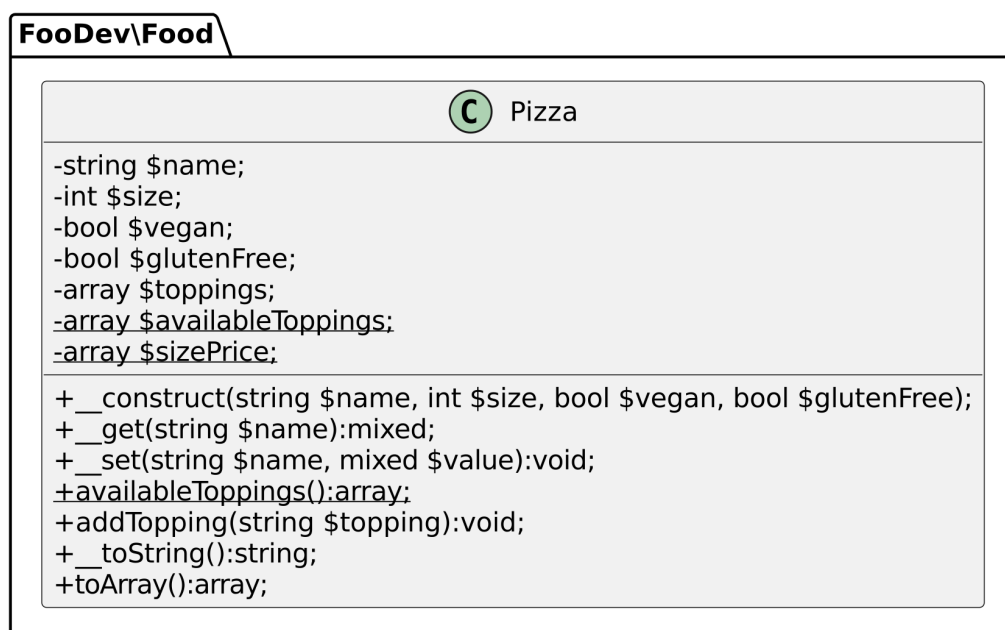 FooDev\Food
C Pizza
-string $name;
-int $size;
-bool $vegan;
-bool $glutenFree;
-array $toppings;
-array $availableToppings;
-array $sizePrice;
+__construct(string $name, int $size, bool $vegan, bool $glutenFree);
+__get(string $name):mixed;
+__set(string $name, mixed $value):void;
+availableToppings():array;
+addTopping(string $topping):void;
+__toString():string;
+toArray():array;